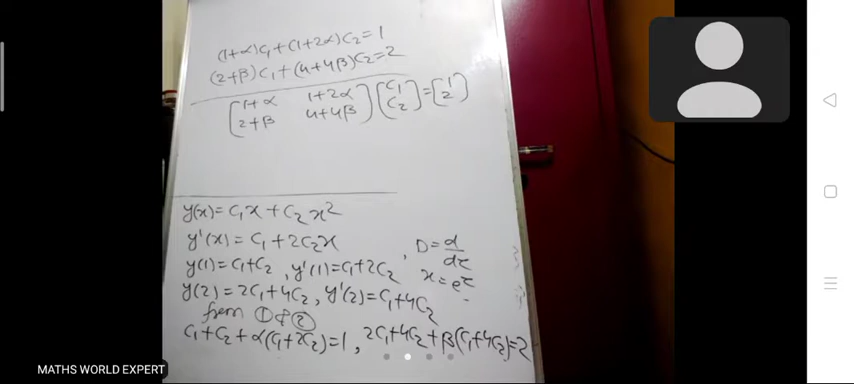 (1+α)C₁+(1+2α)C₂=1
(2+β)C₁+(4+4β)C₂=2
[1+α 1+2α
2+β 4+4β] [C₁
C₂] = [1
2]
y(x)=C₁x+C₂x²
y'(x)=C₁+2C₂x , D=d/dz
y(1)=C₁+C₂ , y'(1)=C₁+2C₂ x=e^z
y(2)=2C₁+4C₂, y'(2)=C₁+4C₂
from ① & ②
C₁+C₂+α(C₁+2C₂)=1, 2C₁+4C₂+β(C₁+4C₂)=2
MATHS WORLD EXPERT